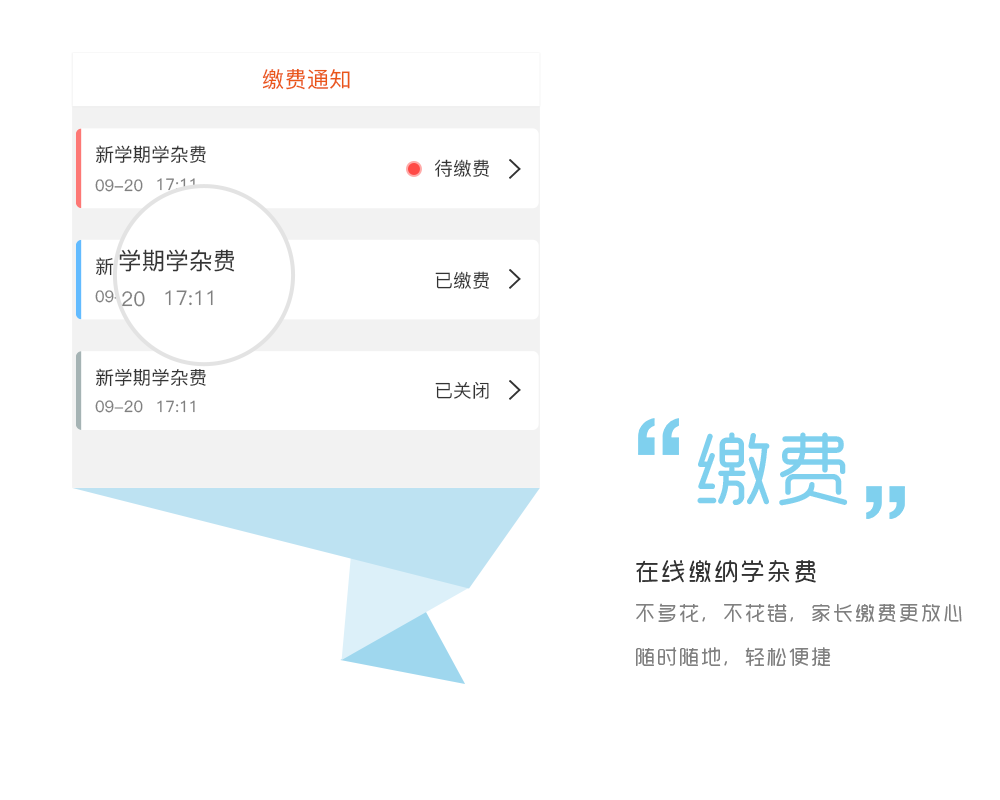 缴费通知
新学期学杂费
09-20 17:11
待缴费
新学期学杂费
09-20 17:11
已缴费
新学期学杂费
09-20 17:11
已关闭
“缴费”
在线缴纳学杂费
不多花，不花错，家长缴费更放心
随时随地，轻松便捷